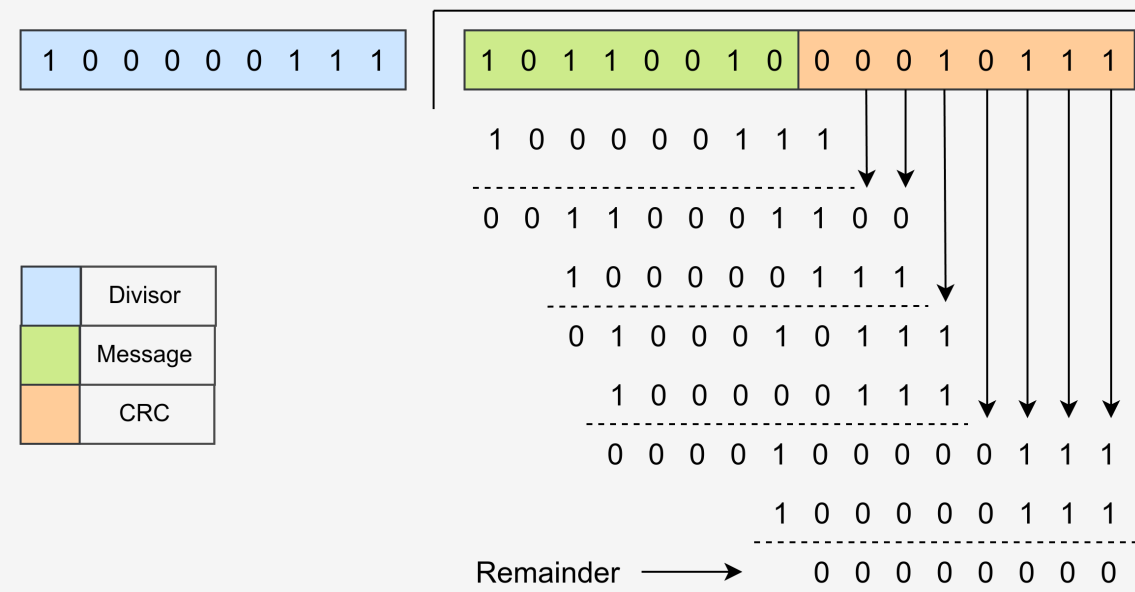 1 0 0 0 0 0 1 1 1
1 0 1 1 0 0 1 0 0 0 0 1 0 1 1 1
1 0 0 0 0 0 1 1 1
0 0 1 1 0 0 0 1 1 0 0
1 0 0 0 0 0 1 1 1
0 1 0 0 0 1 0 1 1 1
1 0 0 0 0 0 1 1 1
0 0 0 0 1 0 0 0 0 0 1 1 1
1 0 0 0 0 0 1 1 1
Remainder 0 0 0 0 0 0 0 0
Divisor
Message
CRC